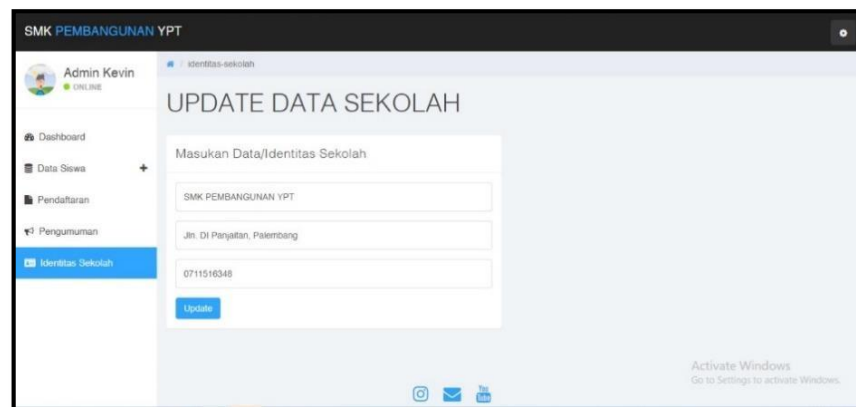 SMK PEMBANGUNAN YPT
Admin Kevin
ONLINE
Dashboard
Data Siswa
Pendaftaran
Pengumuman
Identitas Sekolah
/ identitas-sekolah
UPDATE DATA SEKOLAH
Masukan Data/Identitas Sekolah
SMK PEMBANGUNAN YPT
Jln. DI Panjaitan, Palembang
0711516348
Update
You
Tube
Activate Windows
Go to Settings to activate Windows.